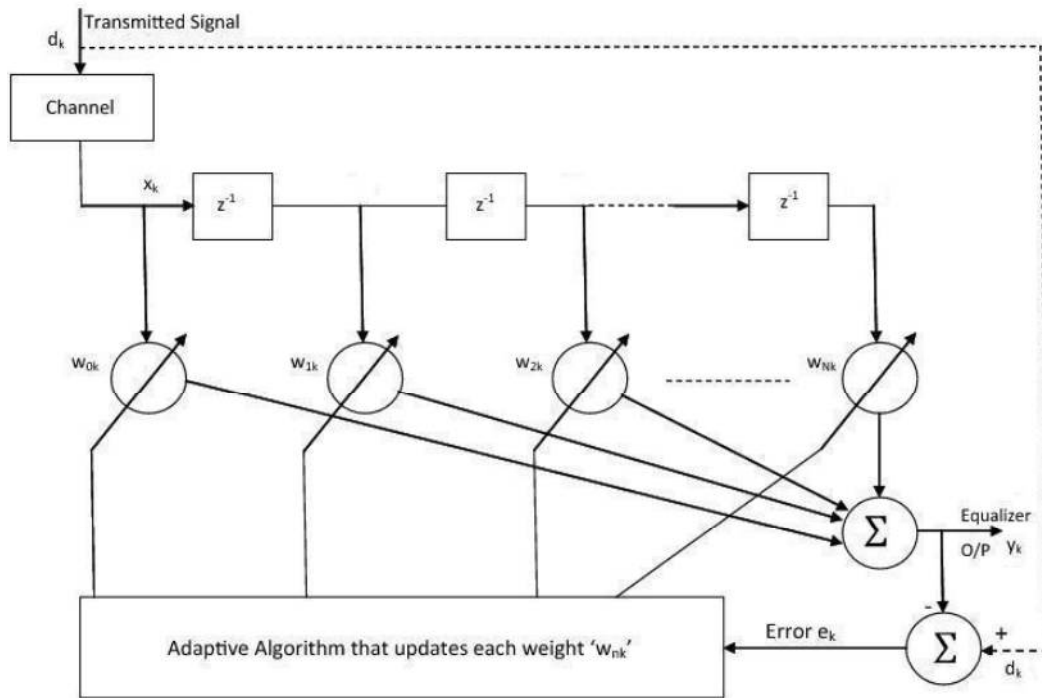 Transmitted Signal
dₖ
Channel
xₖ
z⁻¹
z⁻¹
z⁻¹
w₀ₖ
w₁ₖ
w₂ₖ
wₙₖ
Σ
Equalizer
O/P yₖ
-
Adaptive Algorithm that updates each weight ‘wₙₖ’
Error eₖ
Σ
+
dₖ